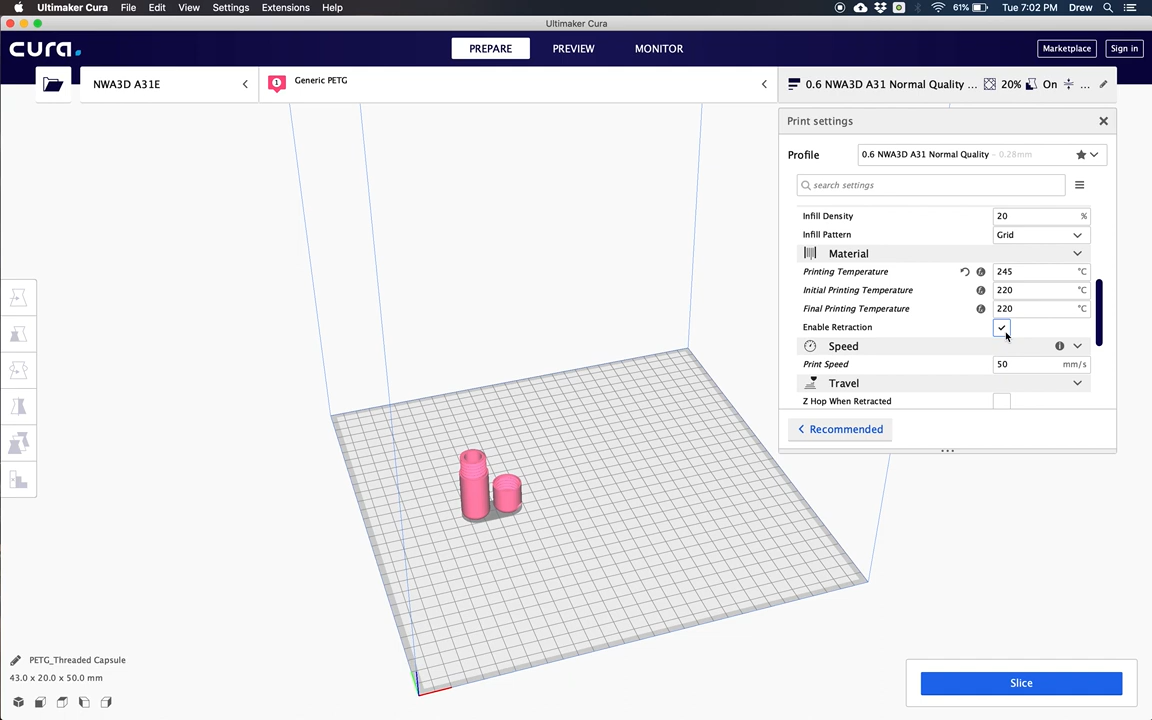 Ultimaker Cura File Edit View Settings Extensions Help 61% Tue 7:02 PM Drew
Ultimaker Cura
cura. PREPARE PREVIEW MONITOR Marketplace Sign in
NWA3D A31E 1 Generic PETG 0.6 NWA3D A31 Normal Quality ... 20% On ...
Print settings
Profile 0.6 NWA3D A31 Normal Quality - 0.28mm
search settings
Infill Density 20 %
Infill Pattern Grid
Material
Printing Temperature 245 °C
Initial Printing Temperature 220 °C
Final Printing Temperature 220 °C
Enable Retraction
Speed
Print Speed 50 mm/s
Travel
Z Hop When Retracted
Recommended
PETG_Threaded Capsule
43.0 x 20.0 x 50.0 mm
Slice